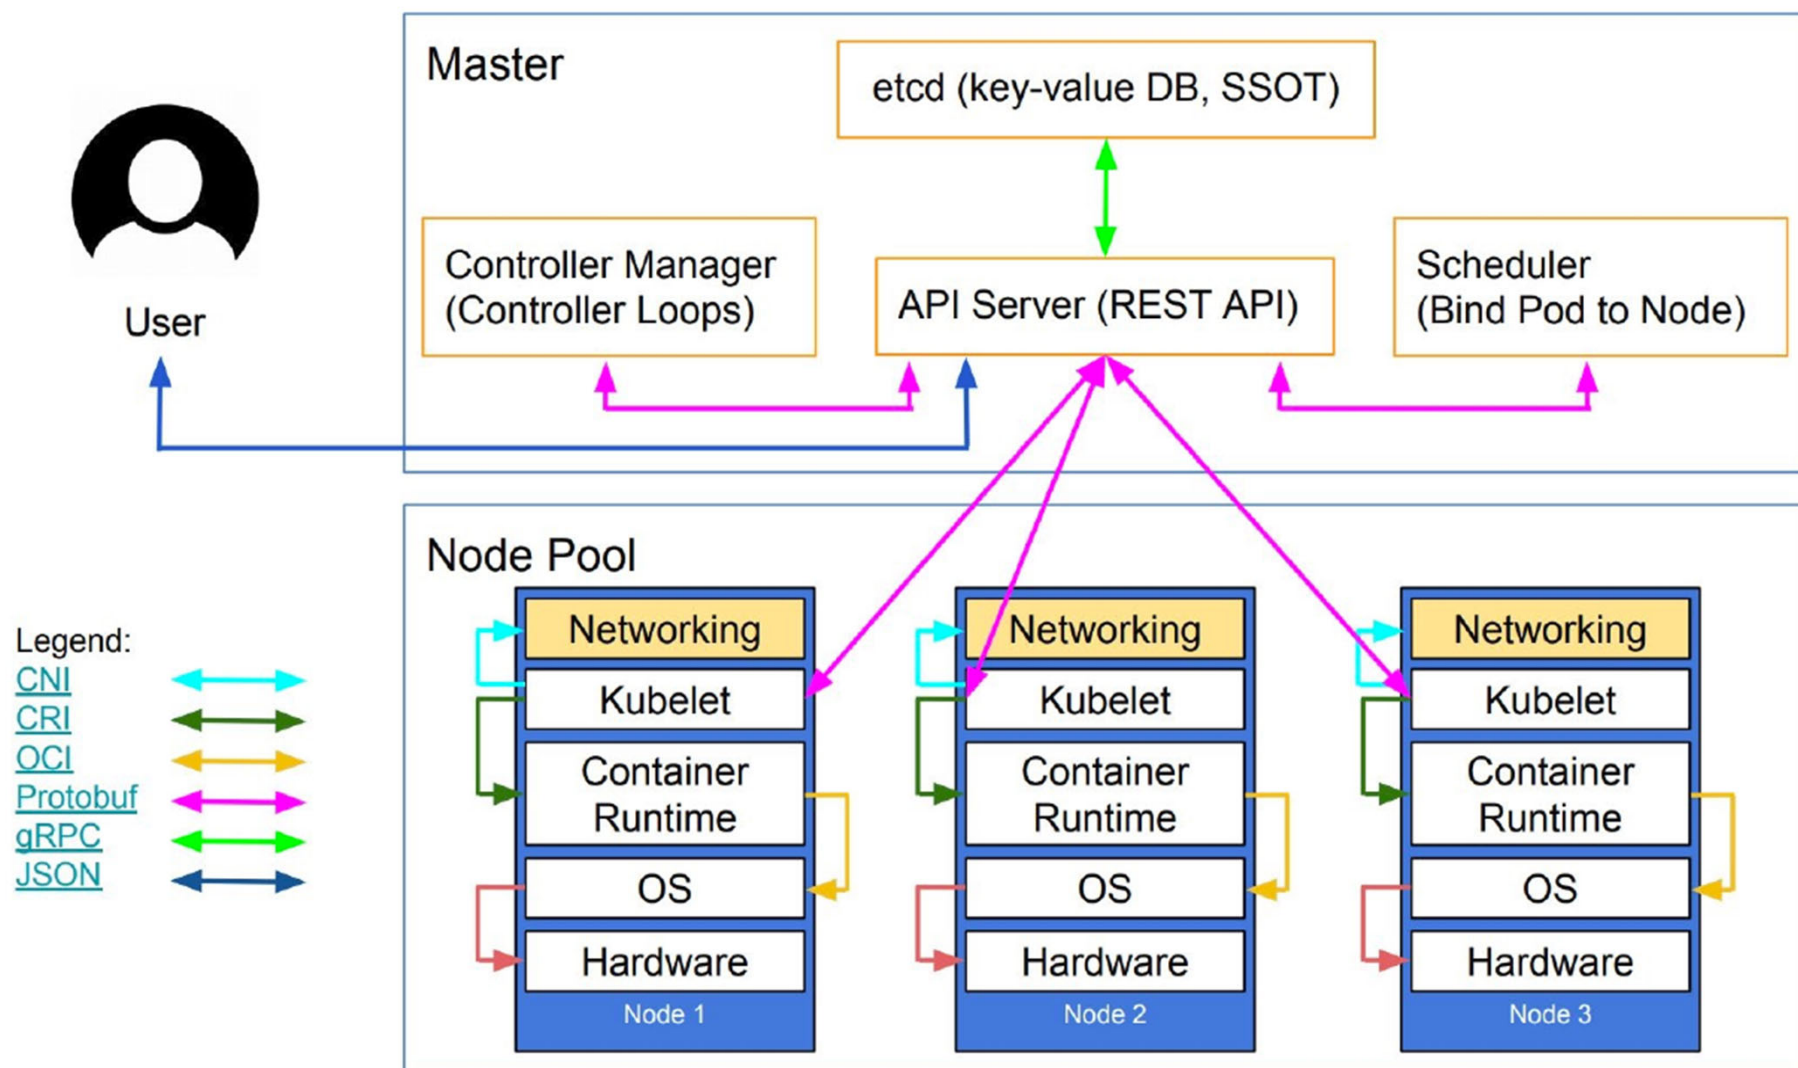 Master
etcd (key-value DB, SSOT)
Controller Manager
(Controller Loops)
API Server (REST API)
Scheduler
(Bind Pod to Node)
User
Node Pool
Legend:
CNI
CRI
OCI
Protobuf
gRPC
JSON
Networking
Kubelet
Container
Runtime
OS
Hardware
Node 1
Networking
Kubelet
Container
Runtime
OS
Hardware
Node 2
Networking
Kubelet
Container
Runtime
OS
Hardware
Node 3